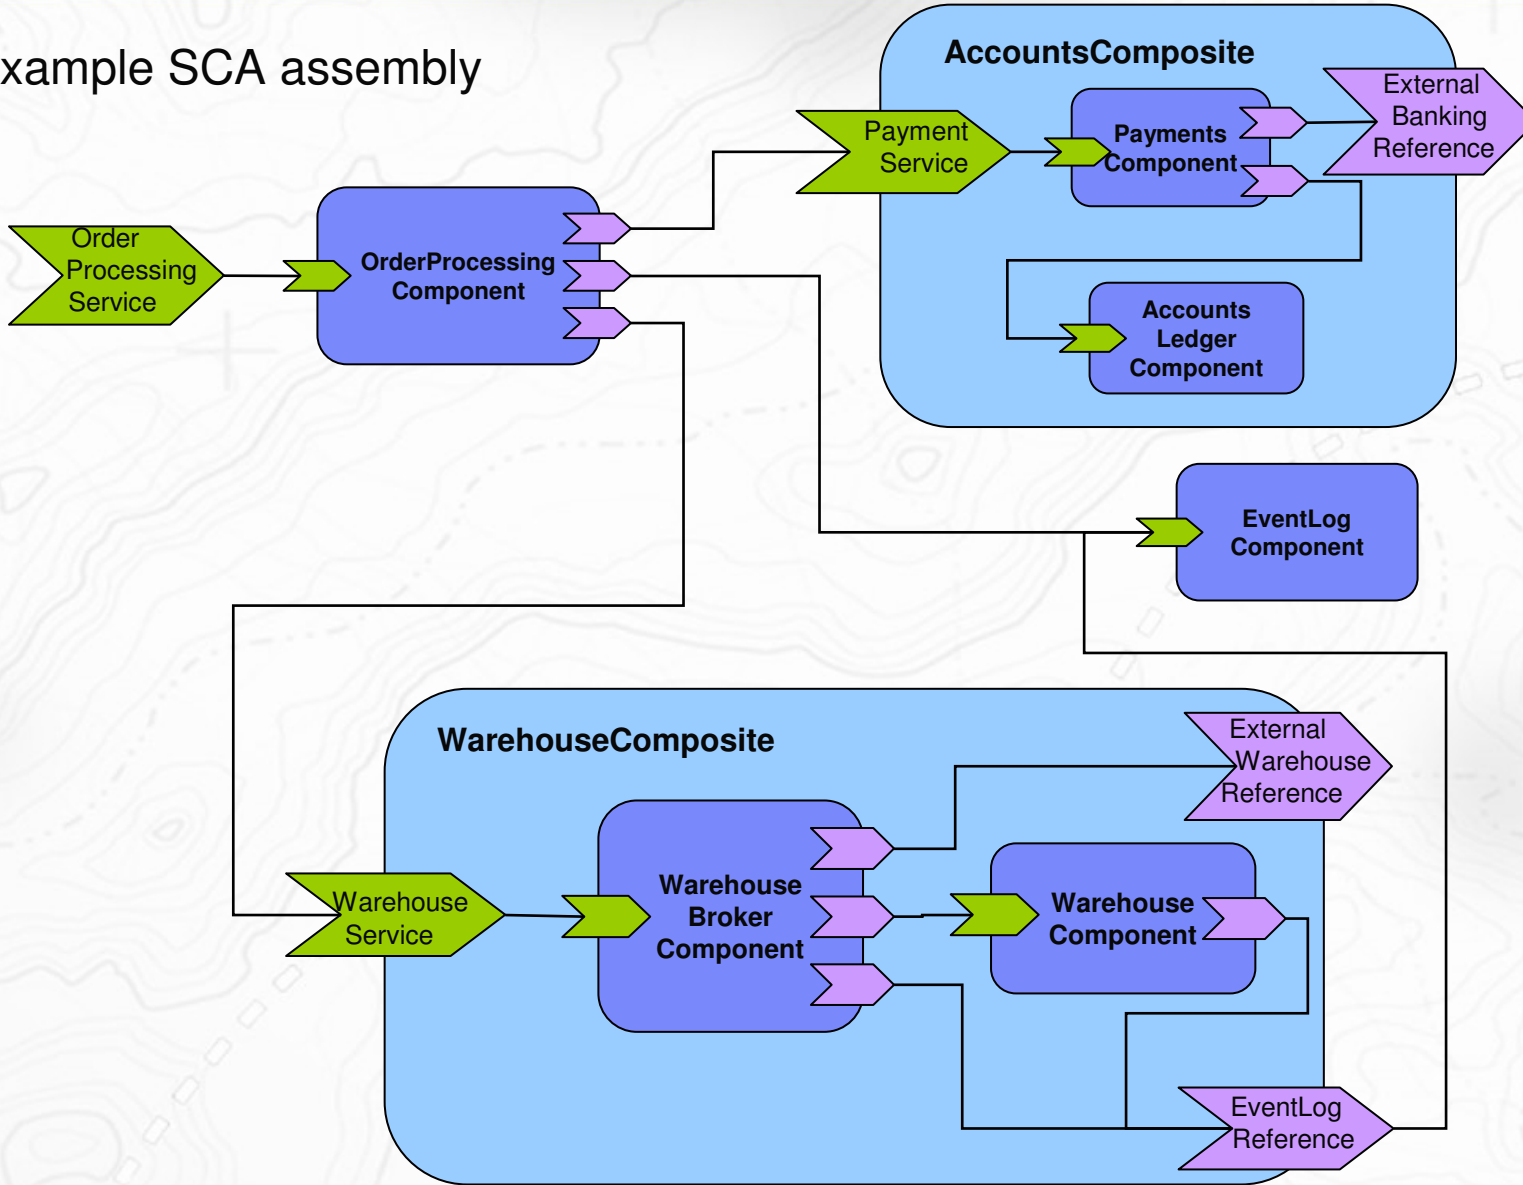 xample SCA assembly
AccountsComposite
External
Banking
Reference
Payment
Service
Payments
Component
Order
Processing
Service
OrderProcessing
Component
Accounts
Ledger
Component
EventLog
Component
WarehouseComposite
External
Warehouse
Reference
Warehouse
Service
Warehouse
Broker
Component
Warehouse
Component
EventLog
Reference